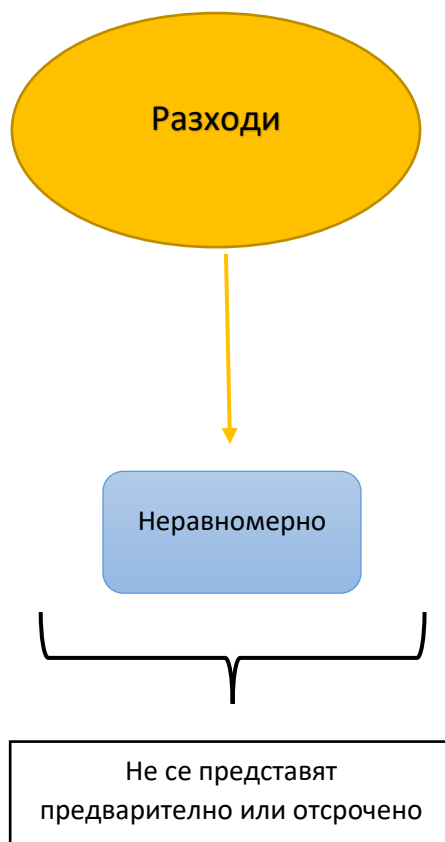 Разходи
Неравномерно
Не се представят
предварително или отсрочено